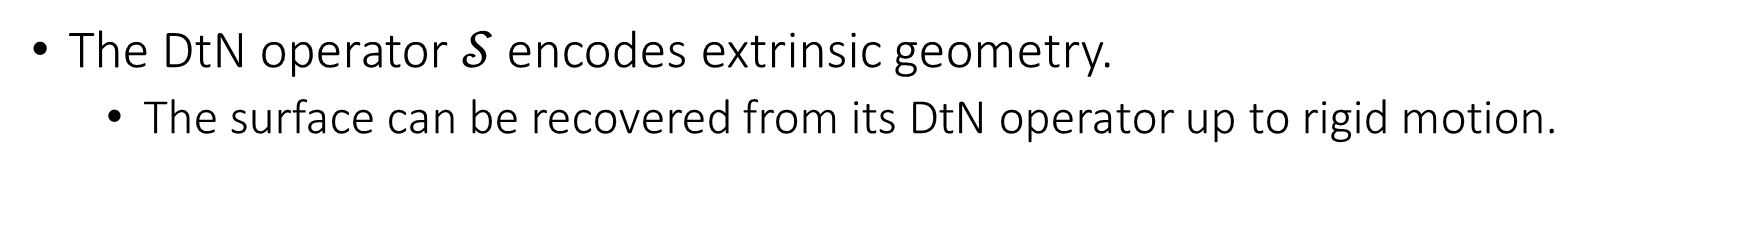 • The DtN operator 𝒮 encodes extrinsic geometry.
• The surface can be recovered from its DtN operator up to rigid motion.